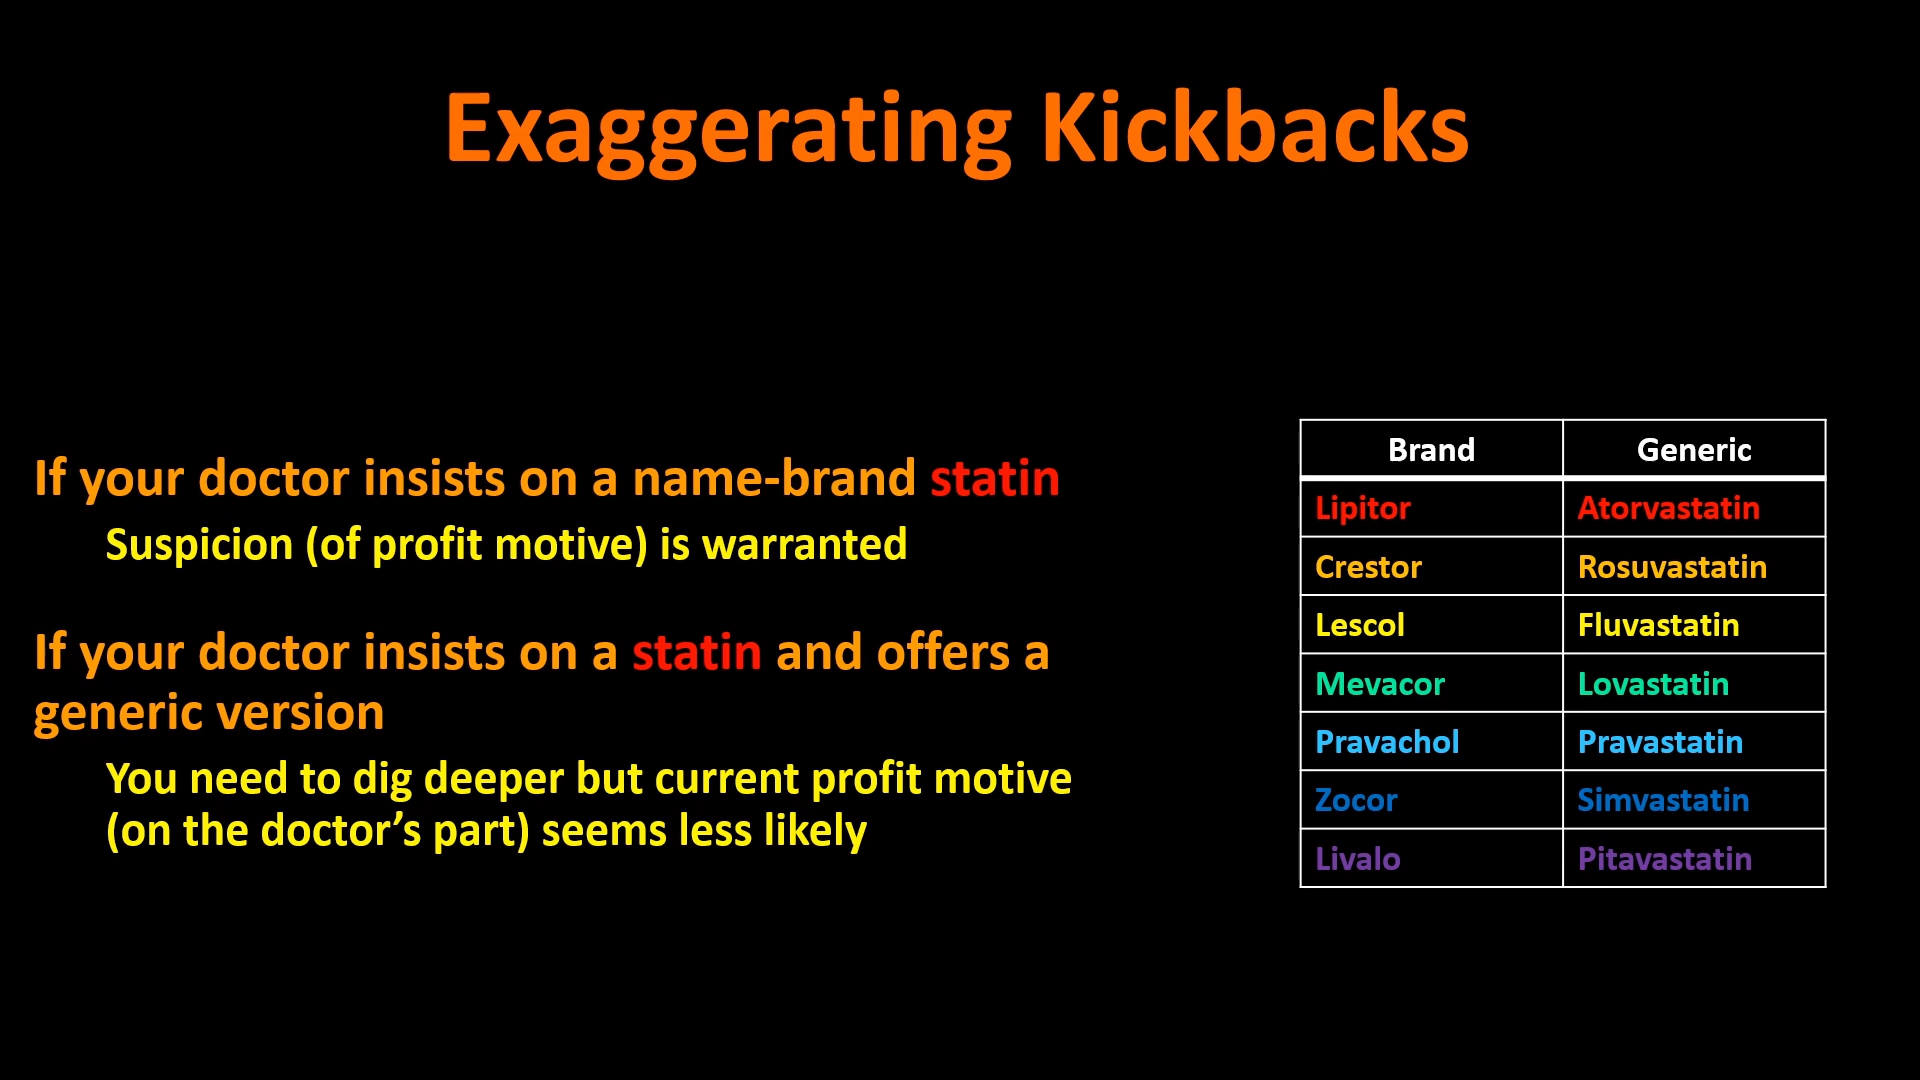 Exaggerating Kickbacks
If your doctor insists on a name-brand statin
Suspicion (of profit motive) is warranted
If your doctor insists on a statin and offers a
generic version
You need to dig deeper but current profit motive
(on the doctor’s part) seems less likely
Brand Generic
Lipitor Atorvastatin
Crestor Rosuvastatin
Lescol Fluvastatin
Mevacor Lovastatin
Pravachol Pravastatin
Zocor Simvastatin
Livalo Pitavastatin